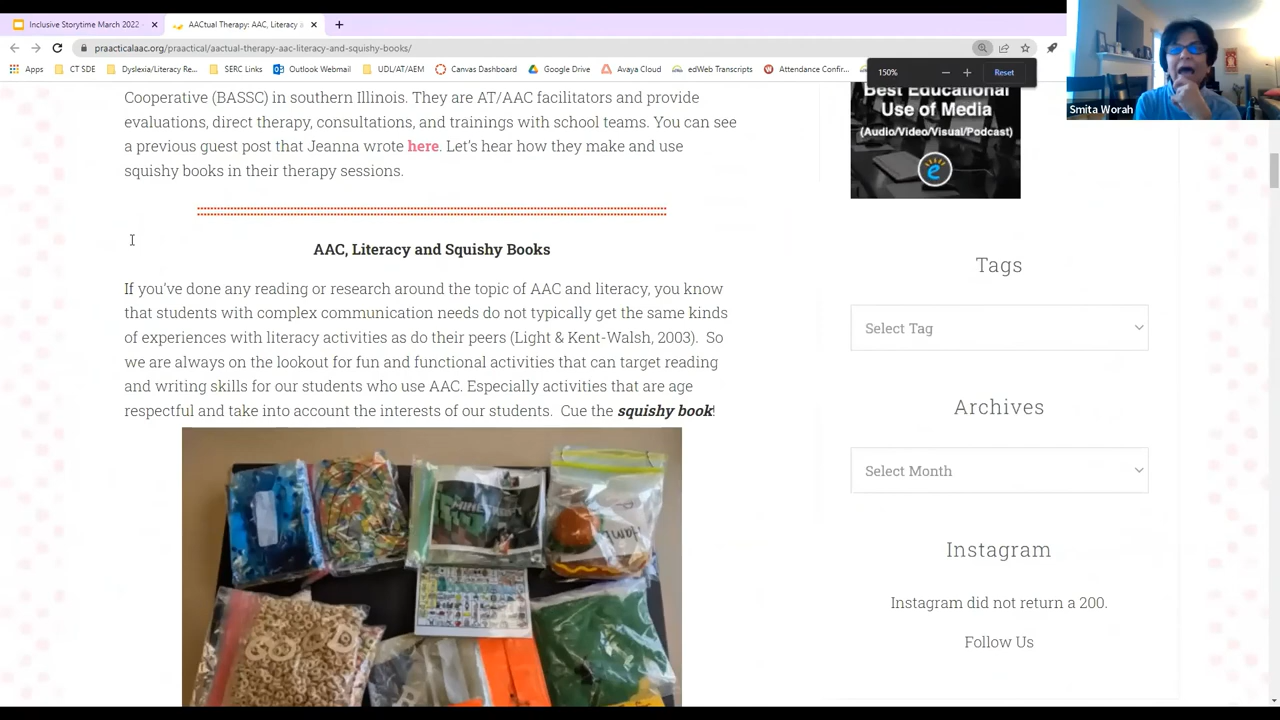 Inclusive Storytime March 2022
AACtual Therapy: AAC, Literacy a
praacticalaac.org/praactical/aactual-therapy-aac-literacy-and-squishy-books/
Apps
CT SDE
Dyslexia/Literacy Re...
SERC Links
Outlook Webmail
UDL/AT/AEM
Canvas Dashboard
Google Drive
Avaya Cloud
edWeb Transcripts
Attendance Confir...
150%
Reset
Smita Worah
Cooperative (BASSC) in southern Illinois. They are AT/AAC facilitators and provide
evaluations, direct therapy, consultations, and trainings with school teams. You can see
a previous guest post that Jeanna wrote here. Let's hear how they make and use
squishy books in their therapy sessions.
AAC, Literacy and Squishy Books
If you've done any reading or research around the topic of AAC and literacy, you know
that students with complex communication needs do not typically get the same kinds
of experiences with literacy activities as do their peers (Light & Kent-Walsh, 2003).  So
we are always on the lookout for fun and functional activities that can target reading
and writing skills for our students who use AAC. Especially activities that are age
respectful and take into account the interests of our students.  Cue the squishy book!
MINECRAFT
Best Educational
Use of Media
(Audio/Video/Visual/Podcast)
e
Tags
Select Tag
Archives
Select Month
Instagram
Instagram did not return a 200.
Follow Us